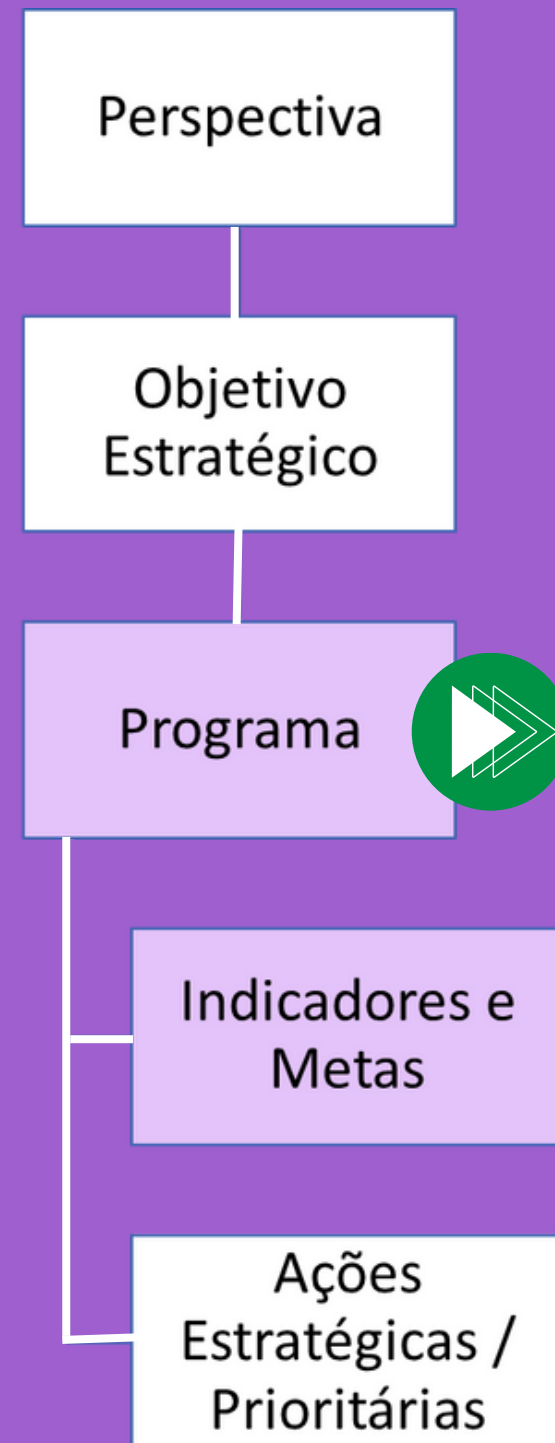 Perspectiva
Objetivo
Estratégico
Programa
Indicadores e
Metas
Ações
Estratégicas /
Prioritárias